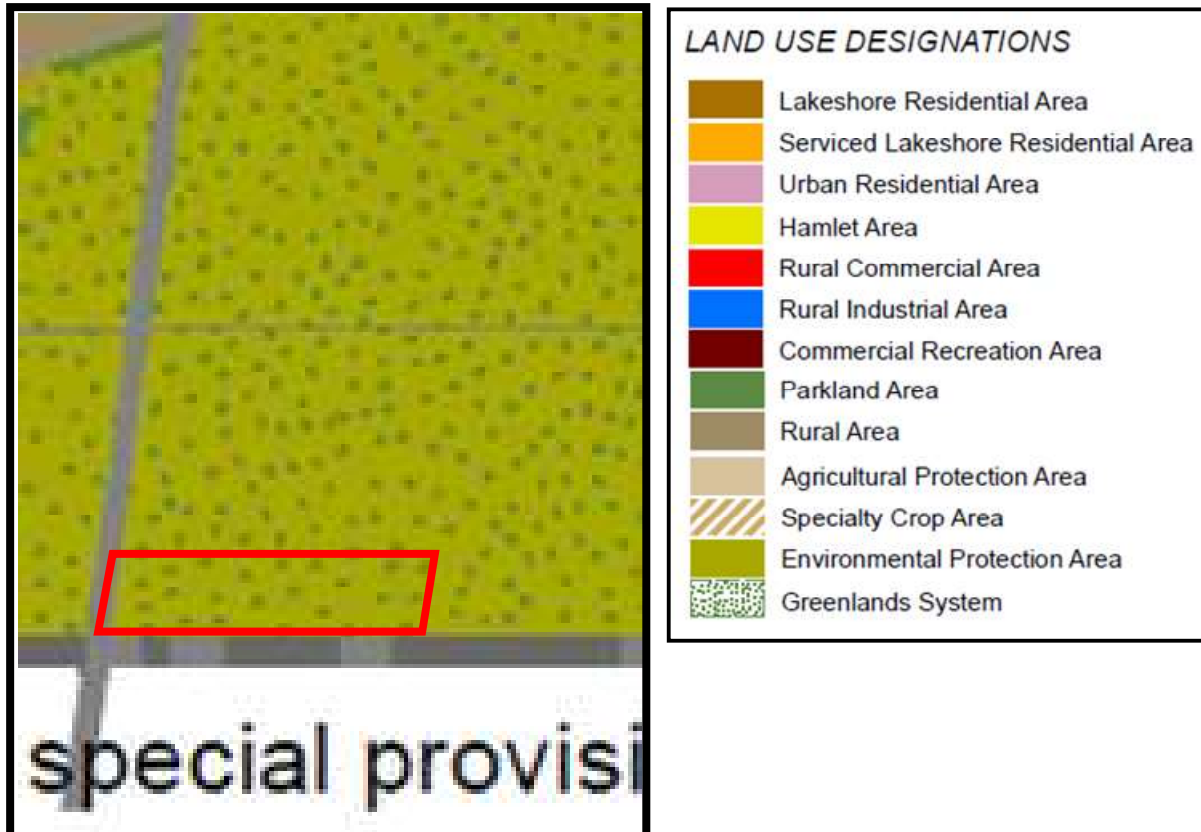 special provisi
LAND USE DESIGNATIONS
Lakeshore Residential Area
Serviced Lakeshore Residential Area
Urban Residential Area
Hamlet Area
Rural Commercial Area
Rural Industrial Area
Commercial Recreation Area
Parkland Area
Rural Area
Agricultural Protection Area
Specialty Crop Area
Environmental Protection Area
Greenlands System